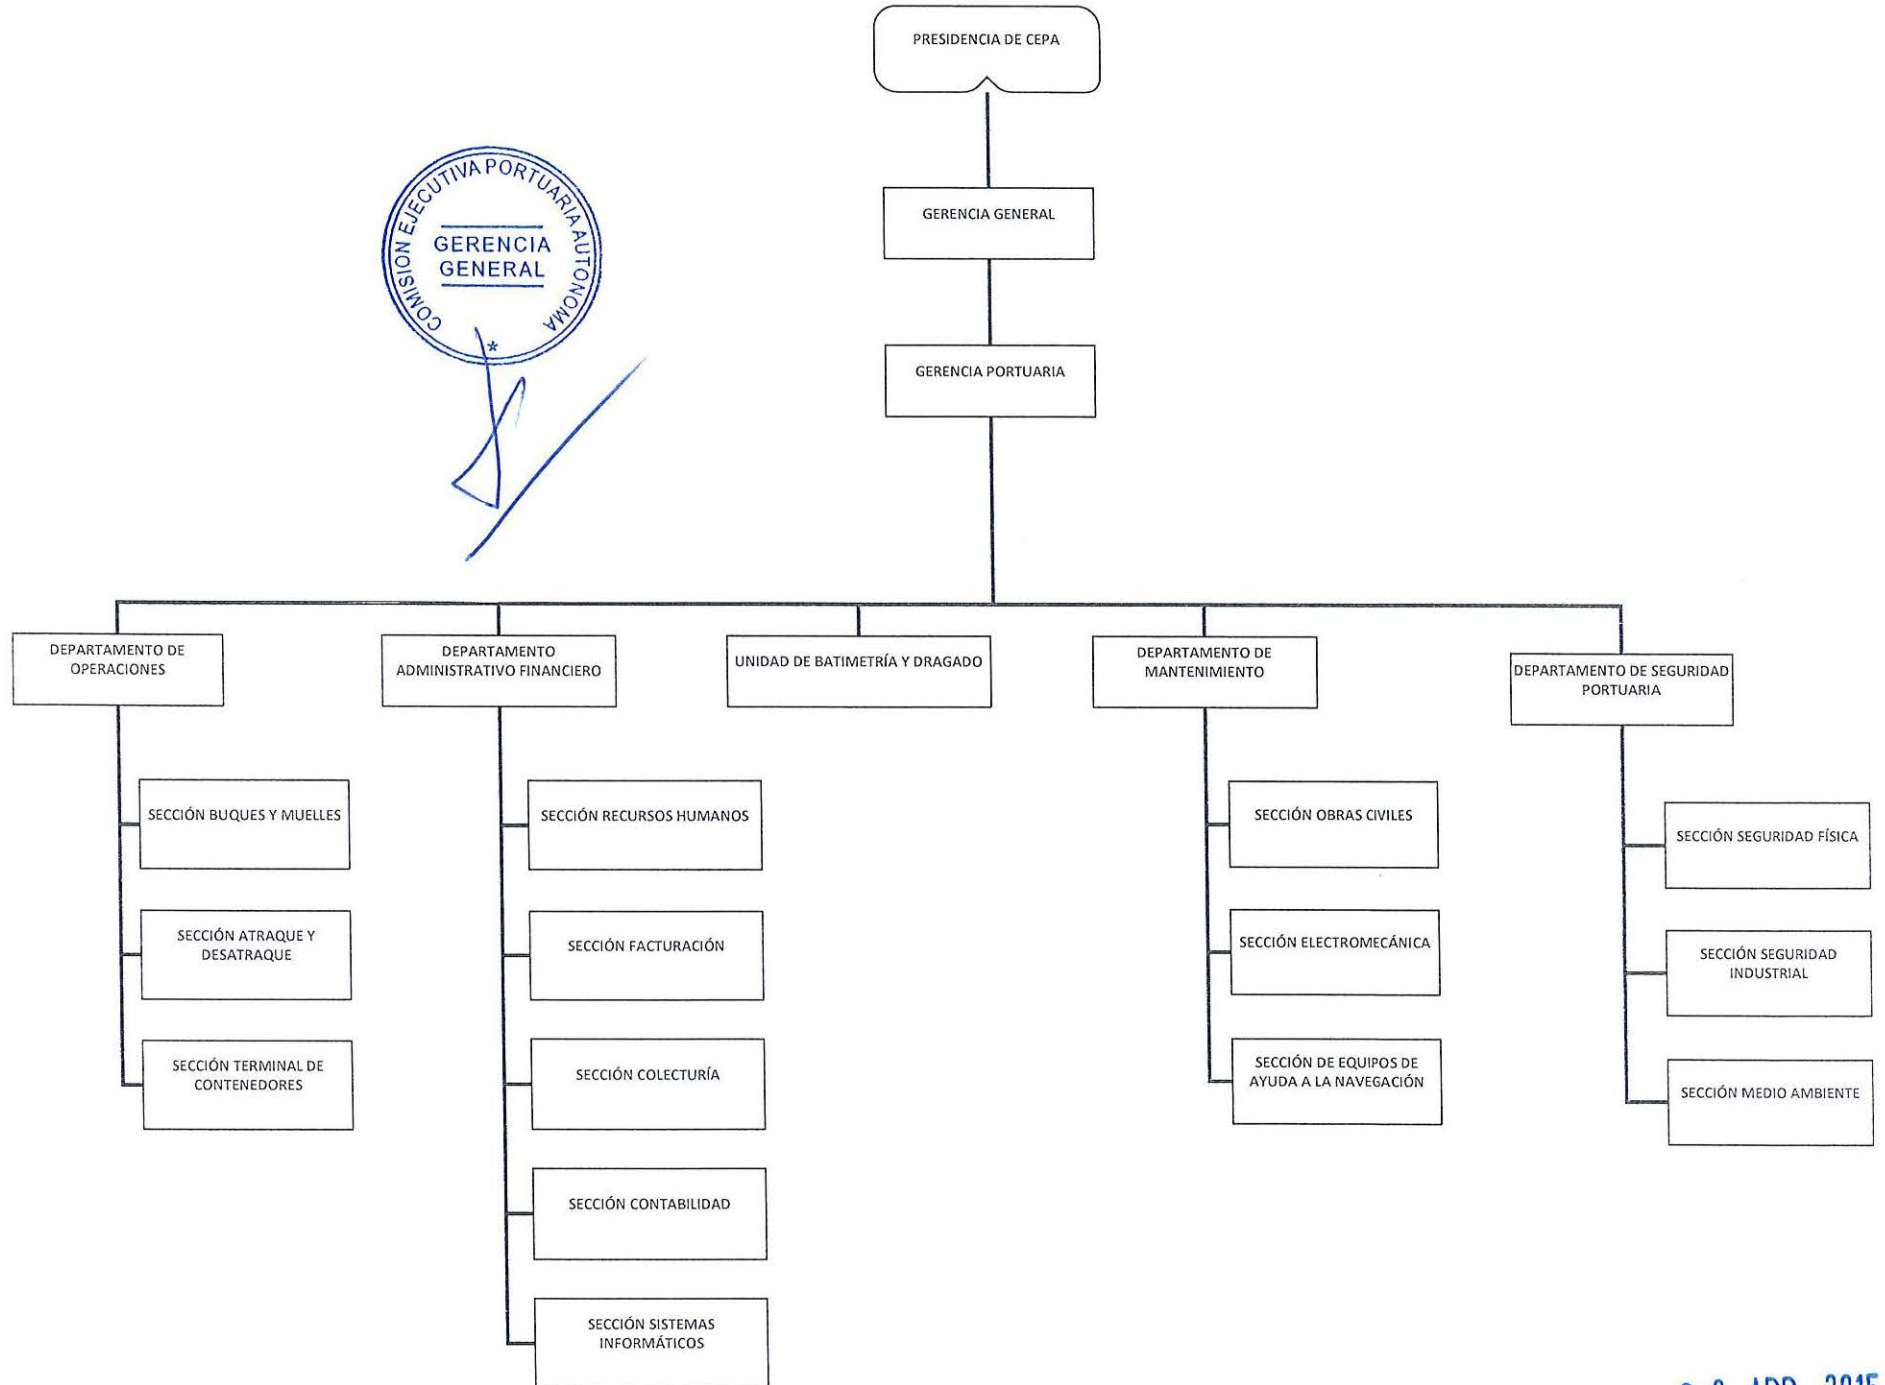 PRESIDENCIA DE CEPA
COMISION EJECUTIVA PORTUARIA AUTONOMA
GERENCIA
GENERAL
*
GERENCIA GENERAL
GERENCIA PORTUARIA
DEPARTAMENTO DE
OPERACIONES
SECCIÓN BUQUES Y MUELLES
SECCIÓN ATRAQUE Y
DESATRAQUE
SECCIÓN TERMINAL DE
CONTENEDORES
DEPARTAMENTO
ADMINISTRATIVO FINANCIERO
SECCIÓN RECURSOS HUMANOS
SECCIÓN FACTURACIÓN
SECCIÓN COLECTURÍA
SECCIÓN CONTABILIDAD
SECCIÓN SISTEMAS
INFORMÁTICOS
UNIDAD DE BATIMETRÍA Y DRAGADO
DEPARTAMENTO DE
MANTENIMIENTO
SECCIÓN OBRAS CIVILES
SECCIÓN ELECTROMECÁNICA
SECCIÓN DE EQUIPOS DE
AYUDA A LA NAVEGACIÓN
DEPARTAMENTO DE SEGURIDAD
PORTUARIA
SECCIÓN SEGURIDAD FÍSICA
SECCIÓN SEGURIDAD
INDUSTRIAL
SECCIÓN MEDIO AMBIENTE
2015